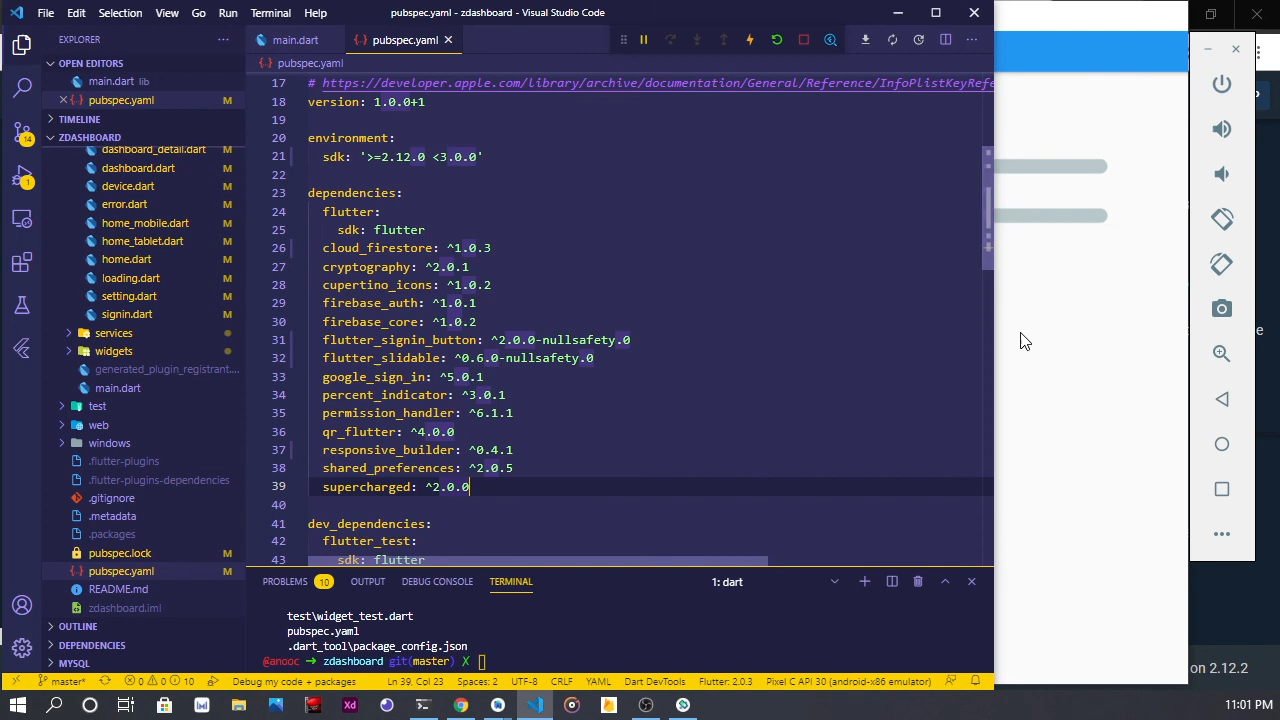 File Edit Selection View Go Run Terminal Help
pubspec.yaml - zdashboard - Visual Studio Code
EXPLORER
OPEN EDITORS
main.dart lib
pubspec.yaml M
TIMELINE
ZDASHBOARD
dashboard_detail.dart M
dashboard.dart M
device.dart M
error.dart M
home_mobile.dart M
home_tablet.dart M
home.dart M
loading.dart M
setting.dart M
signin.dart M
services
widgets
generated_plugin_registrant....
main.dart
test
web
windows
.flutter-plugins
.flutter-plugins-dependencies
.gitignore
.metadata
.packages
pubspec.lock M
pubspec.yaml M
README.md
zdashboard.iml
OUTLINE
DEPENDENCIES
MYSQL
14
1
main.dart
pubspec.yaml
pubspec.yaml
17 # https://developer.apple.com/library/archive/documentation/General/Reference/InfoPlistKeyRefe
18 version: 1.0.0+1
19
20 environment:
21 sdk: '>=2.12.0 <3.0.0'
22
23 dependencies:
24 flutter:
25 sdk: flutter
26 cloud_firestore: ^1.0.3
27 cryptography: ^2.0.1
28 cupertino_icons: ^1.0.2
29 firebase_auth: ^1.0.1
30 firebase_core: ^1.0.2
31 flutter_signin_button: ^2.0.0-nullsafety.0
32 flutter_slidable: ^0.6.0-nullsafety.0
33 google_sign_in: ^5.0.1
34 percent_indicator: ^3.0.1
35 permission_handler: ^6.1.1
36 qr_flutter: ^4.0.0
37 responsive_builder: ^0.4.1
38 shared_preferences: ^2.0.5
39 supercharged: ^2.0.0
40
41 dev_dependencies:
42 flutter_test:
43 sdk: flutter
PROBLEMS 10 OUTPUT DEBUG CONSOLE TERMINAL 1: dart
test\widget_test.dart
pubspec.yaml
.dart_tool\package_config.json
@anooc ➜ zdashboard git(master) X
master* 0 0 10 Debug my code + packages Ln 39, Col 23 Spaces: 2 UTF-8 CRLF YAML Dart DevTools Flutter: 2.0.3 Pixel C API 30 (android-x86 emulator)
on 2.12.2
11:01 PM